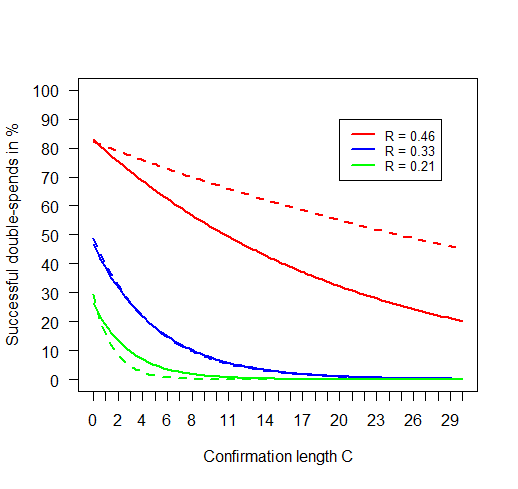 100
90
80
70
60
50
40
30
20
10
0
Successful double-spends in %
R = 0.46
R = 0.33
R = 0.21
0 2 4 6 8 11 14 17 20 23 26 29
Confirmation length C